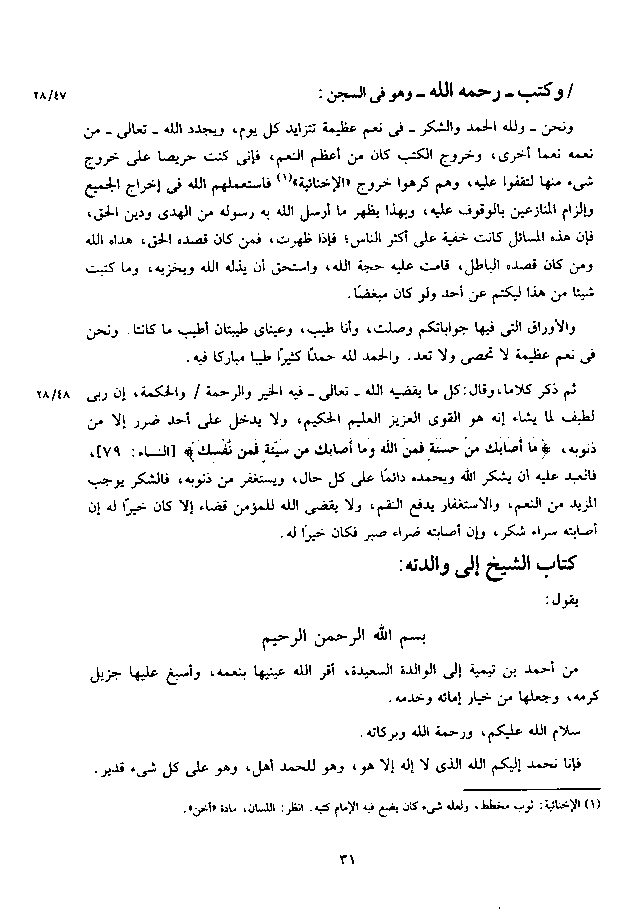 / وكتب ـ رحمه الله ـ وهو فى السجن : ٢٨/٤٧
ونحن ـ ولله الحمد والشكر ـ فى نعم عظيمة تتزايد كل يوم، ويجدد الله ـ تعالى ـ من
نعمه نعما أخرى، وخروج الكتب كان من أعظم النعم، فإنى كنت حريصا على خروج
شىء منها لتقفوا عليه، وهم كرهوا خروج «الإخنائية»(١) فاستعملهم الله فى إخراج الجميع
وإلزام المنازعين بالوقوف عليه، وبهذا يظهر ما أرسل الله به رسوله من الهدى ودين الحق،
فإن هذه المسائل كانت خفية على أكثر الناس؛ فإذا ظهرت، فمن كان قصده الحق، هداه الله
ومن كان قصده الباطل، قامت عليه حجة الله، واستحق أن يذله الله ويخزيه، وما كتبت
شيئا من هذا ليكتم عن أحد ولو كان مبغضًا.
والأوراق التى فيها جواباتكم وصلت، وأنا طيب، وعيناى طيبتان أطيب ما كانتا. ونحن
فى نعم عظيمة لا تحصى ولا تعد. والحمد لله حمدًا كثيرًا طيبا مباركا فيه.
ثم ذكر كلاما، وقال: كل ما يقضيه الله ـ تعالى ـ فيه الخير والرحمة / والحكمة، إن ربى ٢٨/٤٨
لطيف لما يشاء إنه هو القوى العزيز العليم الحكيم، ولا يدخل على أحد ضرر إلا من
ذنوبه، ﴿ مَا أَصَابَكَ مِنْ حَسَنَةٍ فَمِنَ اللَّهِ وَمَا أَصَابَكَ مِن سَيِّئَةٍ فَمِن نَّفْسِكَ ﴾ [النساء: ٧٩]،
فالعبد عليه أن يشكر الله ويحمده دائما على كل حال، ويستغفر من ذنوبه، فالشكر يوجب
المزيد من النعم، والاستغفار يدفع النقم، ولا يقضى الله للمؤمن قضاء إلا كان خيرًا له إن
أصابته سراء شكر، وإن أصابته ضراء صبر فكان خيرًا له.
كتاب الشيخ إلى والدته:
يقول:
بسم الله الرحمن الرحيم
من أحمد بن تيمية إلى الوالدة السعيدة، أقر الله عينيها بنعمه، وأسبغ عليها جزيل
كرمه، وجعلها من خيار إمائه وخدمه.
سلام الله عليكم، ورحمة الله وبركاته.
فإنا نحمد إليكم الله الذى لا إله إلا هو، وهو للحمد أهل، وهو على كل شىء قدير.
(١) الإخنائية: ثوب مخطط، ولعله شىء كان يضع فيه الإمام كتبه. انظر: اللسان، مادة «أخن».
٣١